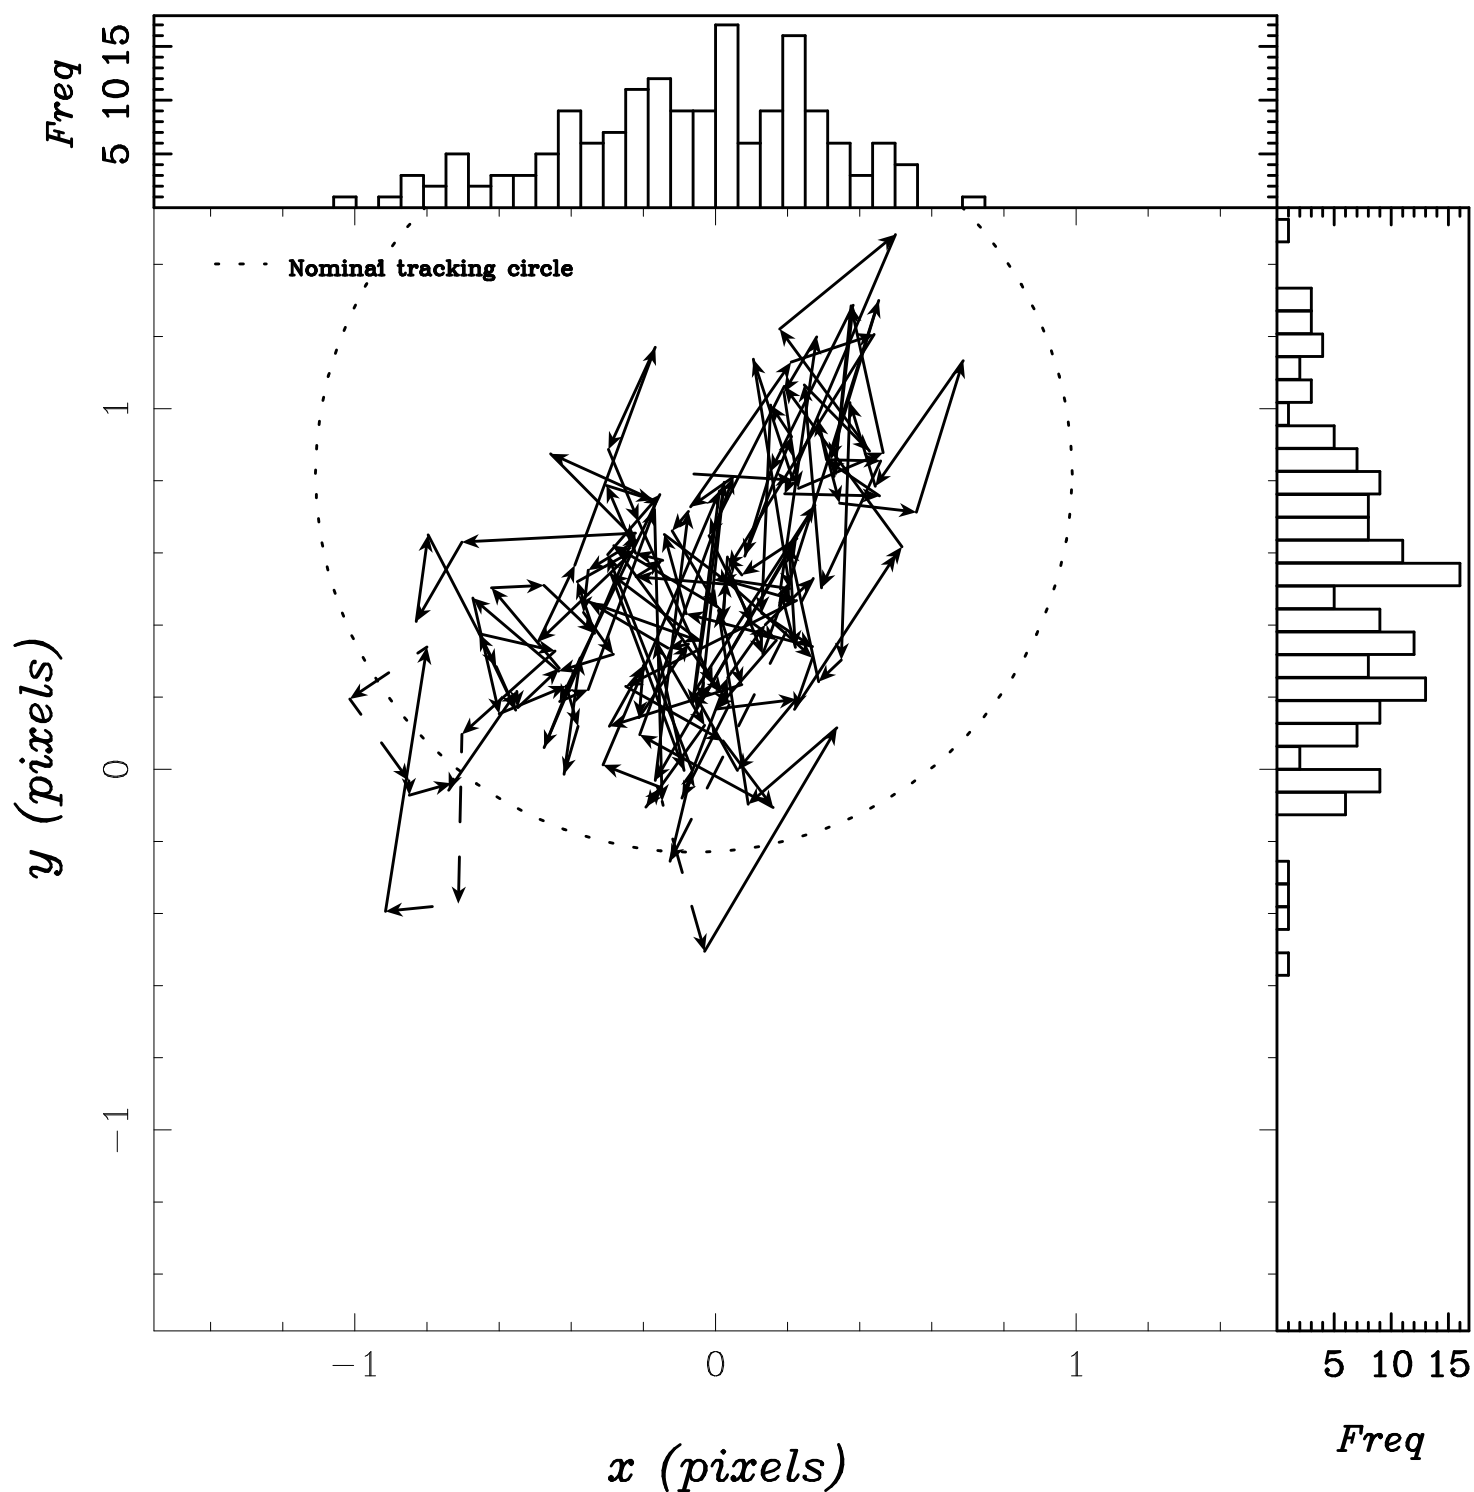 Freq
5 10 15
Nominal tracking circle
1
0
−1
y (pixels)
−1 0 1
x (pixels)
5 10 15
Freq